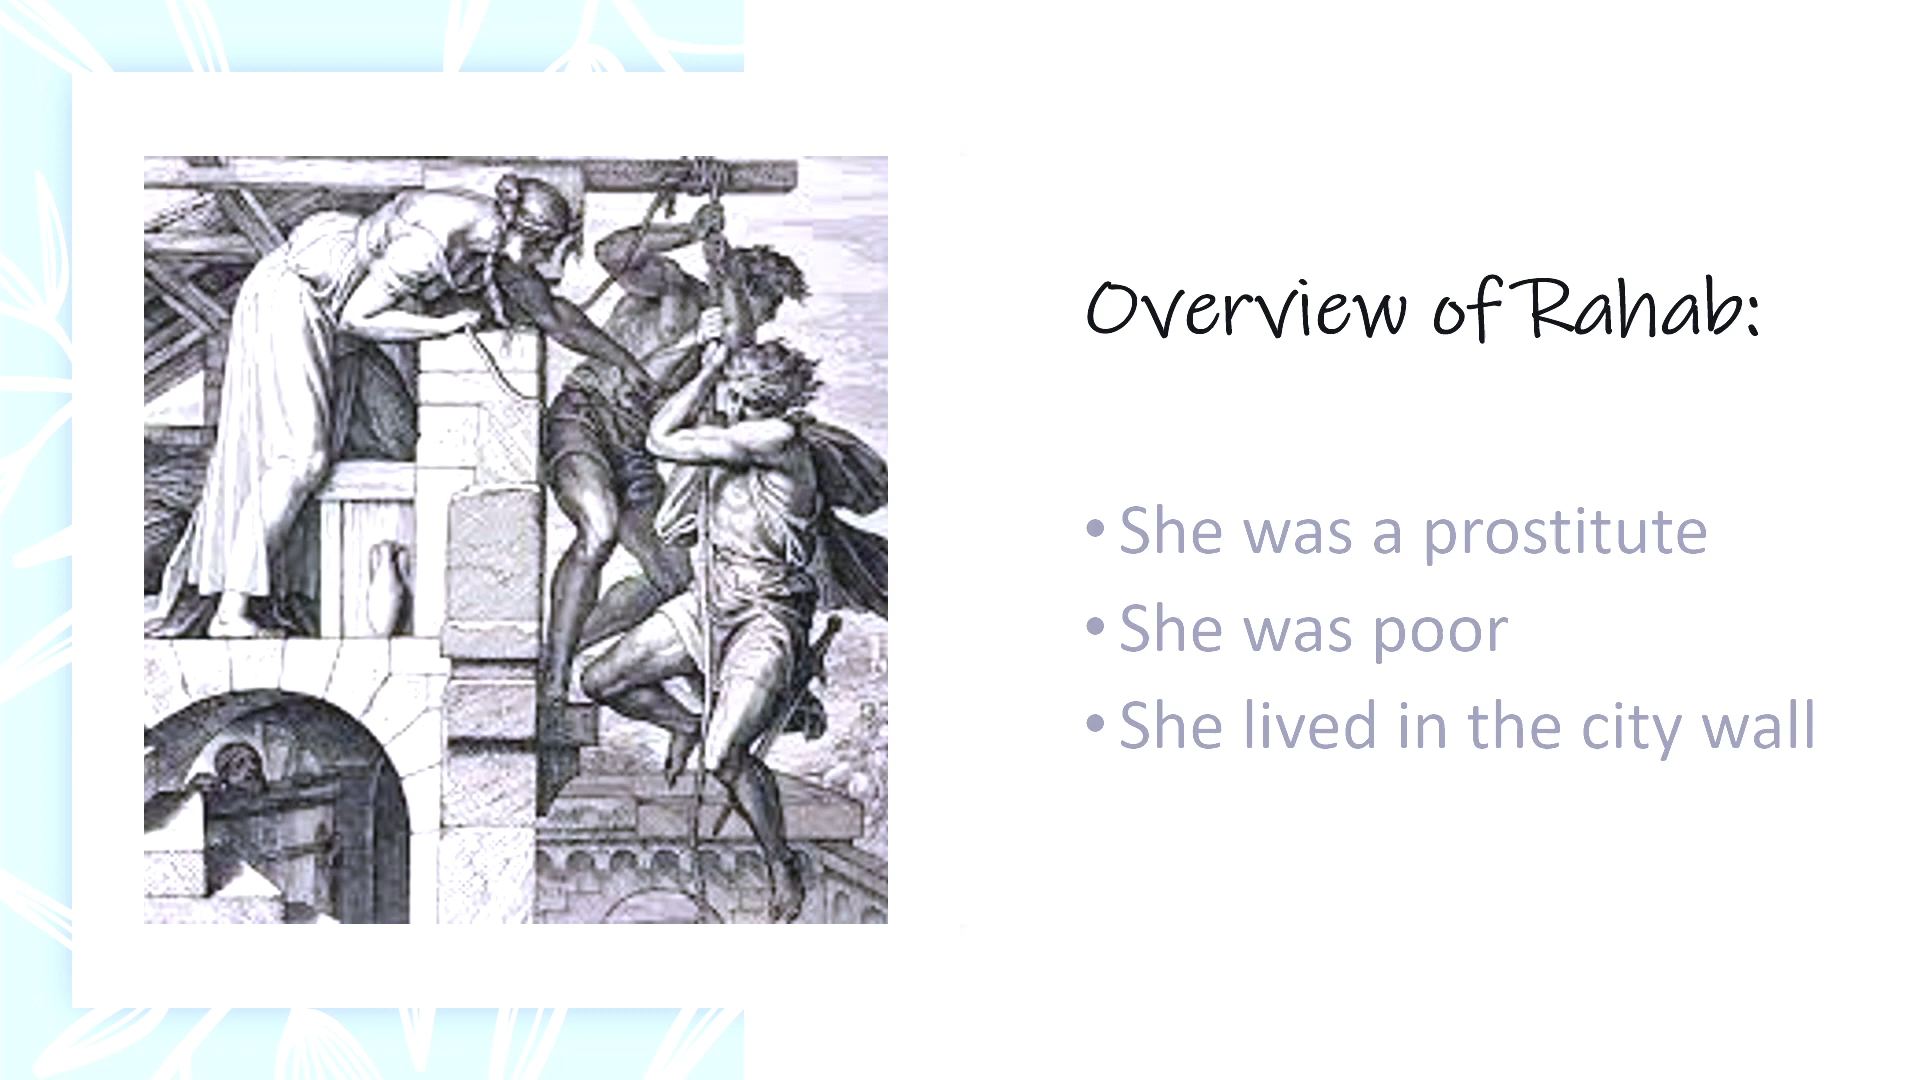 Overview of Rahab:
• She was a prostitute
• She was poor
• She lived in the city wall